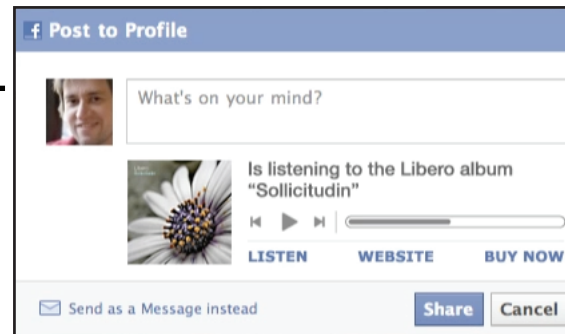 f Post to Profile
What's on your mind?
Is listening to the Libero album
“Sollicitudin”
LISTEN WEBSITE BUY NOW
Send as a Message instead
Share Cancel